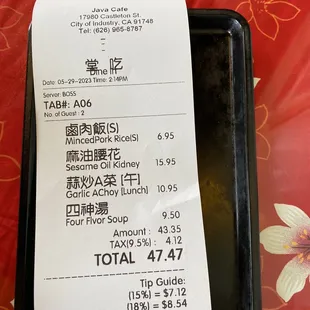 Java Cafe
17980 Castleton St.
City of Industry, CA 91748
Tel: (626) 965-8787
堂 吃
Dine In
Date: 05-29-2023 Time: 2:14PM
Server: BOSS
TAB#: A06
No. of Guest : 2
鹵肉飯(S)
MincedPork Rice(S) 6.95
麻油腰花
Sesame Oil Kidney 15.95
蒜炒A菜 [午]
Garlic AChoy [Lunch] 10.95
四神湯
Four Flvor Soup 9.50
Amount : 43.35
TAX(9.5%) : 4.12
TOTAL 47.47
Tip Guide:
(15%) = $7.12
(18%) = $8.54